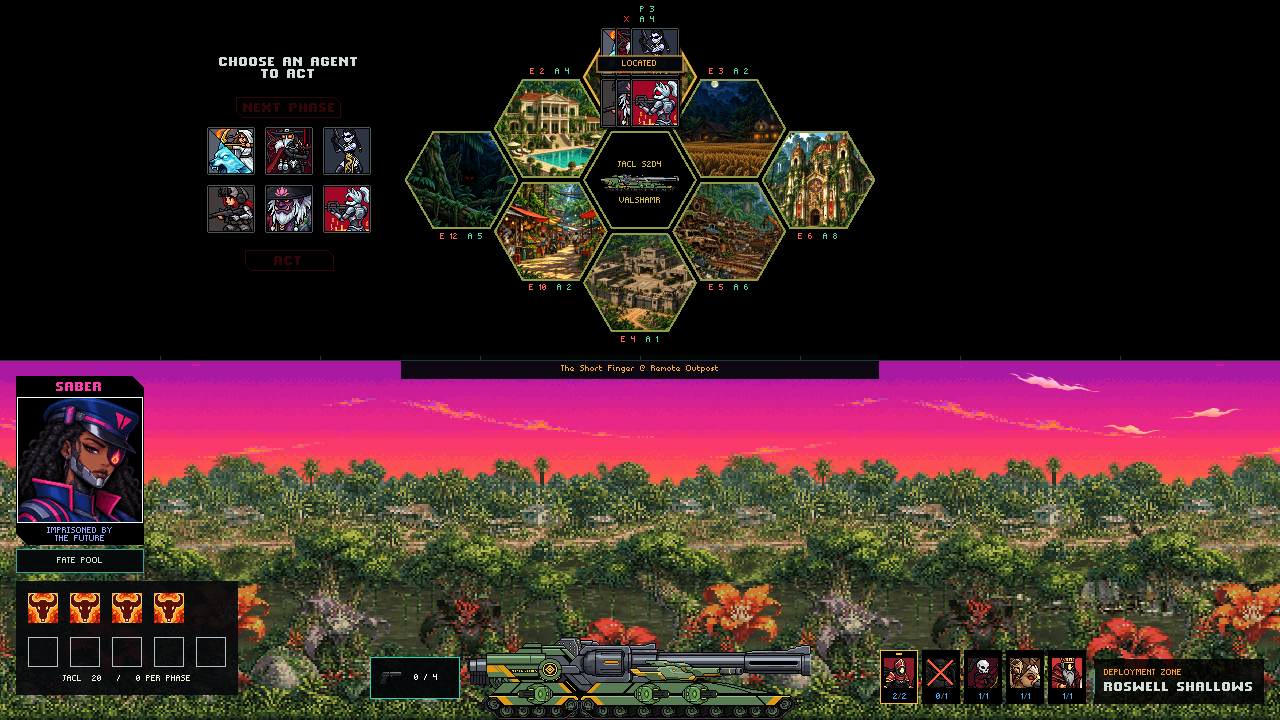 P 3
X A 4
CHOOSE AN AGENT
TO ACT
LOCATED
E 2 A 4
E 3 A 2
NEXT PHASE
JACL S2D4
VALSHAMR
E 12 A 5
E 6 A 8
ACT
E 10 A 2
E 5 A 6
E 4 A 1
The Short Finger @ Remote Outpost
SABER
IMPRISONED BY
THE FUTURE
FATE POOL
JACL 20 / 0 PER PHASE
0 / 4
2/2
0/1
1/1
1/1
1/1
DEPLOYMENT ZONE
ROSWELL SHALLOWS